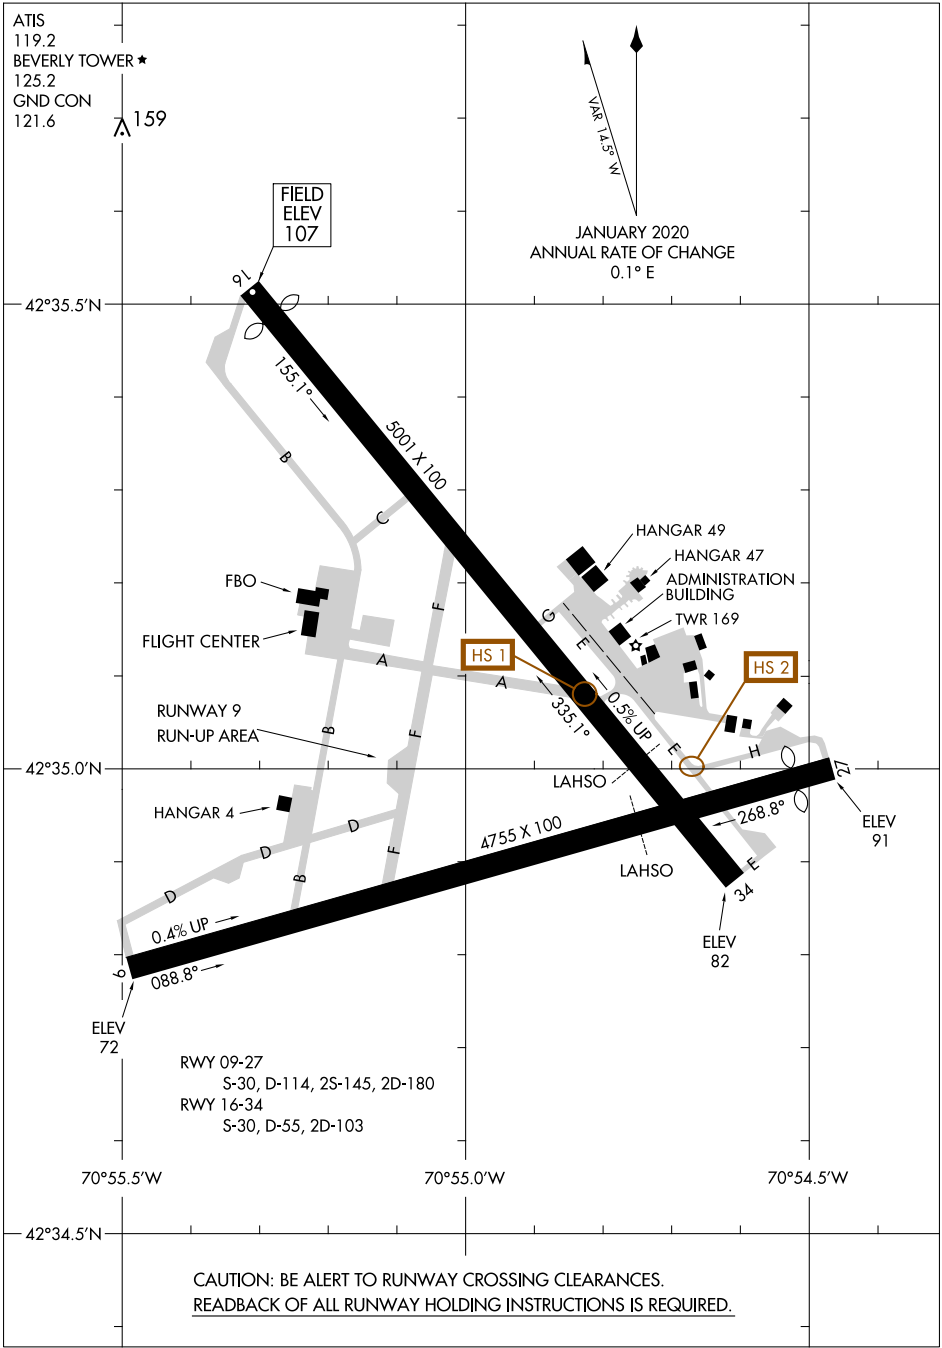 ATIS
119.2
BEVERLY TOWER ★
125.2
GND CON
121.6
159
VAR 14.5° W
JANUARY 2020
ANNUAL RATE OF CHANGE
0.1° E
FIELD
ELEV
107
16
42°35.5'N
155.1°
5001 X 100
B
C
HANGAR 49
HANGAR 47
ADMINISTRATION
BUILDING
TWR 169
FBO
FLIGHT CENTER
F
G
E
A
HS 1
HS 2
A
0.5% UP
335.1°
RUNWAY 9
RUN-UP AREA
B
F
E
H
27
42°35.0'N
LAHSO
HANGAR 4
D
D
4755 X 100
268.8°
ELEV
91
F
B
LAHSO
E
34
D
0.4% UP
088.8°
9
ELEV
82
ELEV
72
RWY 09-27
S-30, D-114, 2S-145, 2D-180
RWY 16-34
S-30, D-55, 2D-103
70°55.5'W
70°55.0'W
70°54.5'W
42°34.5'N
CAUTION: BE ALERT TO RUNWAY CROSSING CLEARANCES.
READBACK OF ALL RUNWAY HOLDING INSTRUCTIONS IS REQUIRED.